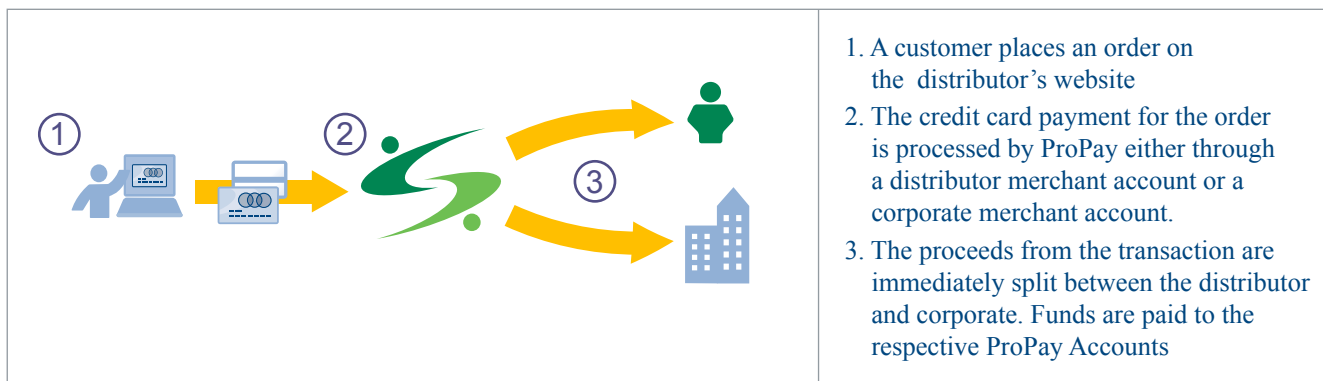 1
2
3
1. A customer places an order on
the distributor’s website
2. The credit card payment for the order
is processed by ProPay either through
a distributor merchant account or a
corporate merchant account.
3. The proceeds from the transaction are
immediately split between the distributor
and corporate. Funds are paid to the
respective ProPay Accounts